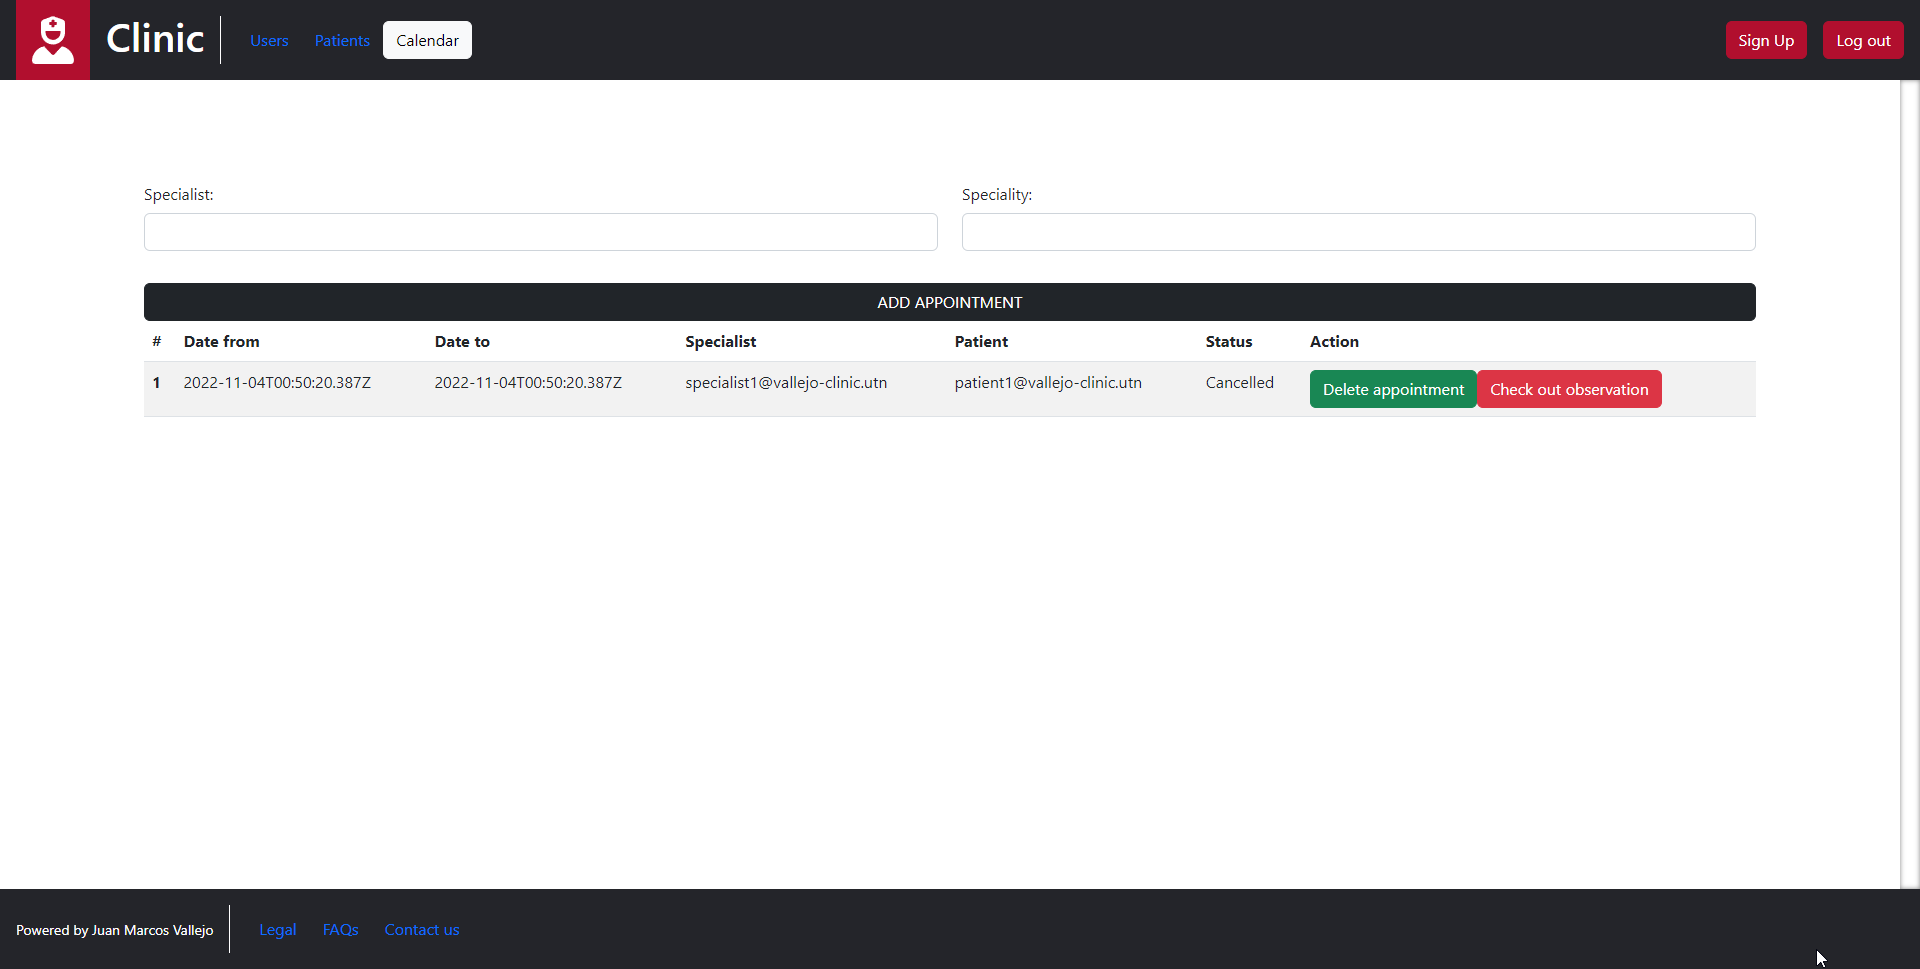 Clinic
Users Patients Calendar
Sign Up Log out
Specialist: Speciality:
ADD APPOINTMENT
# Date from Date to Specialist Patient Status Action
1 2022-11-04T00:50:20.387Z 2022-11-04T00:50:20.387Z specialist1@vallejo-clinic.utn patient1@vallejo-clinic.utn Cancelled Delete appointment Check out observation
Powered by Juan Marcos Vallejo Legal FAQs Contact us